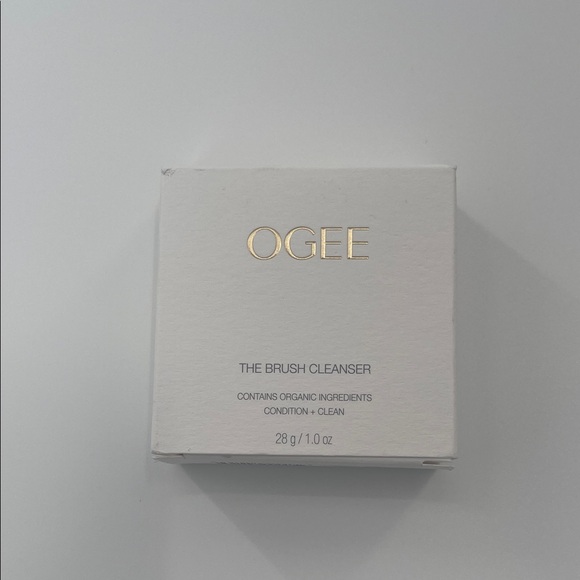 OGEE
THE BRUSH CLEANSER
CONTAINS ORGANIC INGREDIENTS
CONDITION + CLEAN
28 g / 1.0 oz